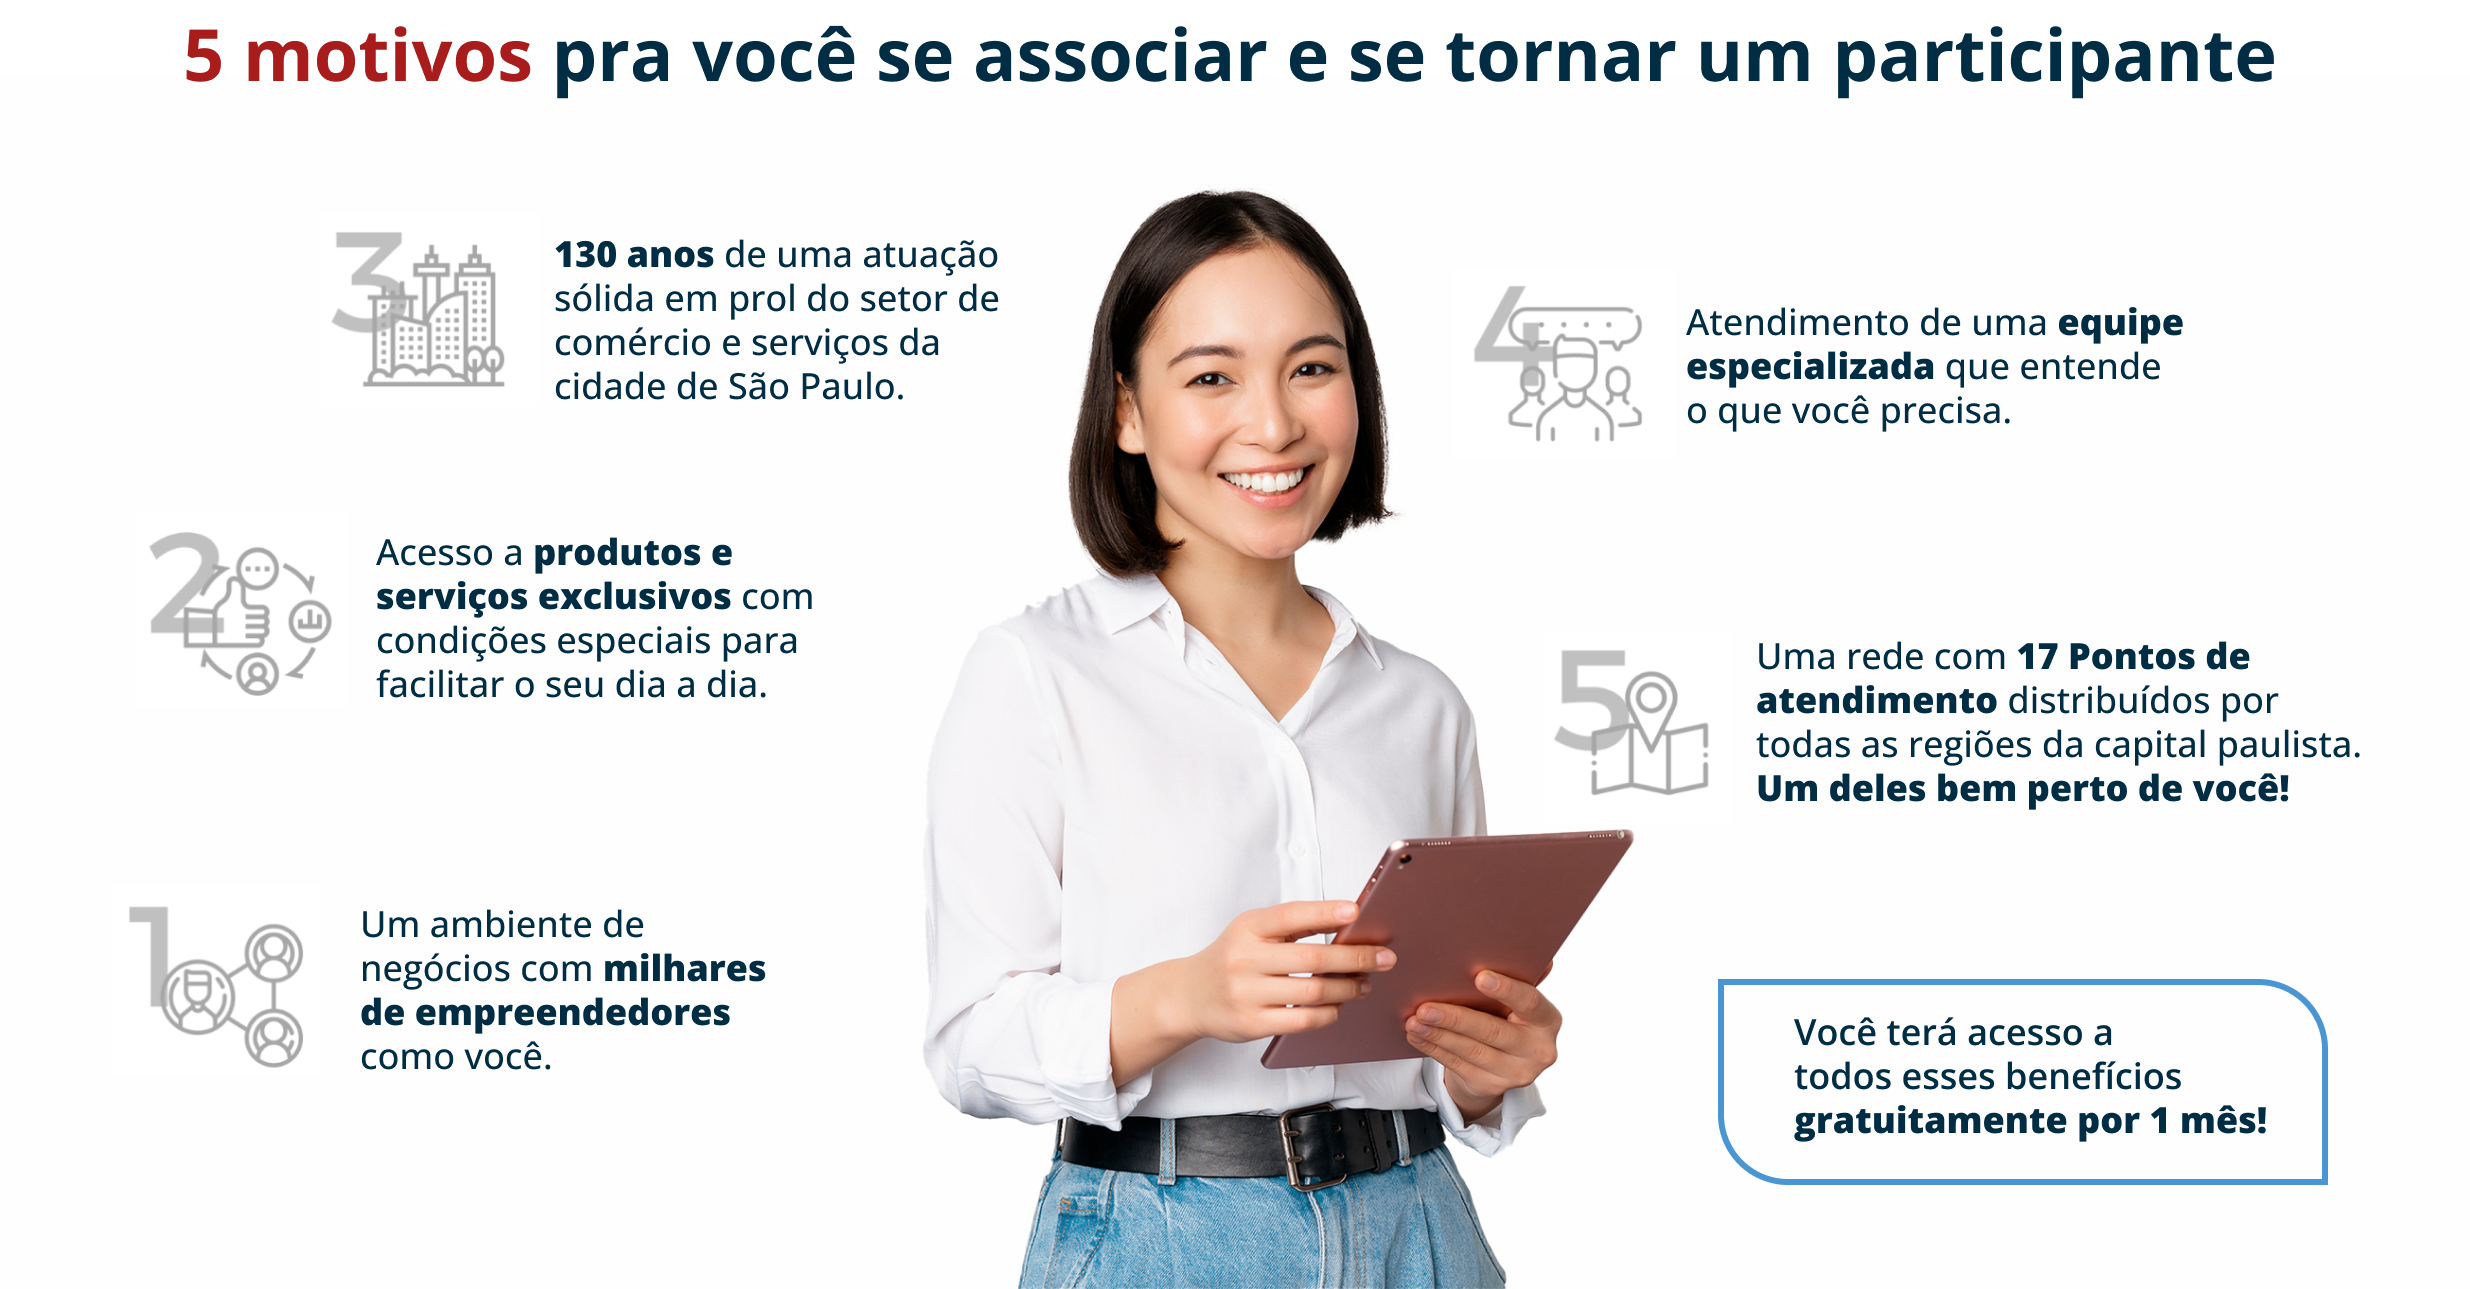 5 motivos pra você se associar e se tornar um participante
3
130 anos de uma atuação
sólida em prol do setor de
comércio e serviços da
cidade de São Paulo.
4
Atendimento de uma equipe
especializada que entende
o que você precisa.
2
Acesso a produtos e
serviços exclusivos com
condições especiais para
facilitar o seu dia a dia.
5
Uma rede com 17 Pontos de
atendimento distribuídos por
todas as regiões da capital paulista.
Um deles bem perto de você!
1
Um ambiente de
negócios com milhares
de empreendedores
como você.
Você terá acesso a
todos esses benefícios
gratuitamente por 1 mês!